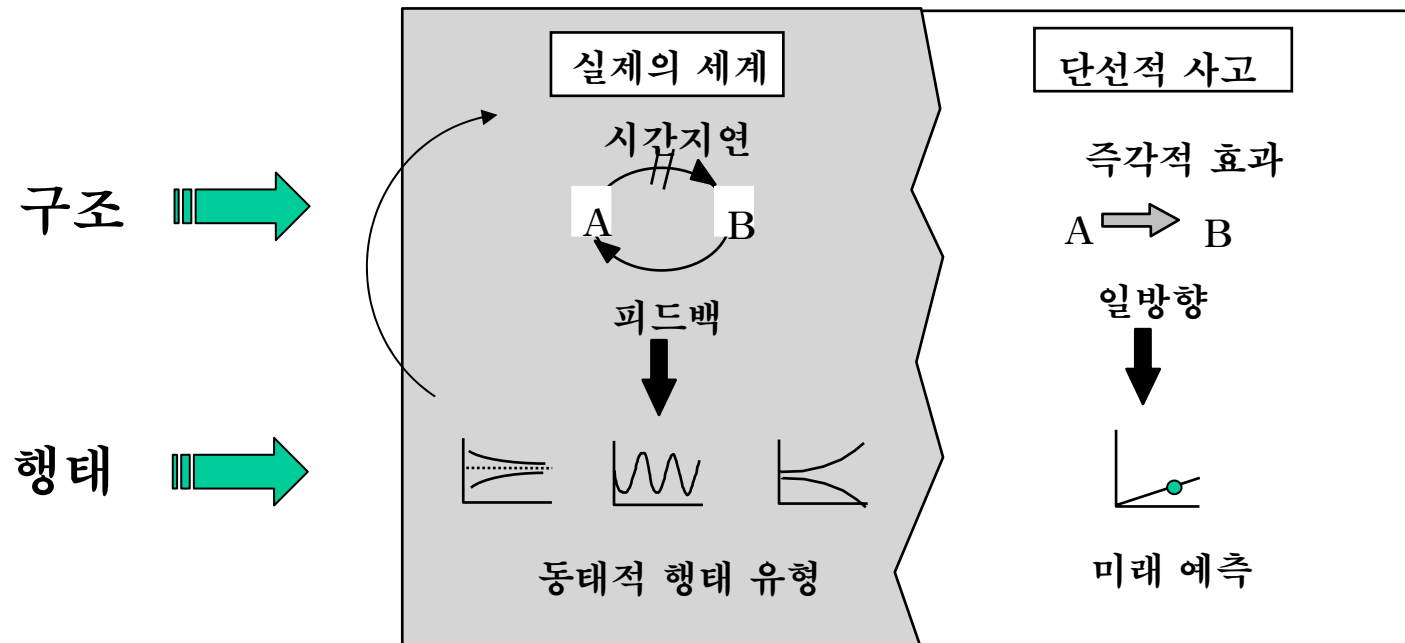 실제의 세계
단선적 사고
시간지연
즉각적 효과
구조
A
B
A
B
피드백
일방향
행태
동태적 행태 유형
미래 예측